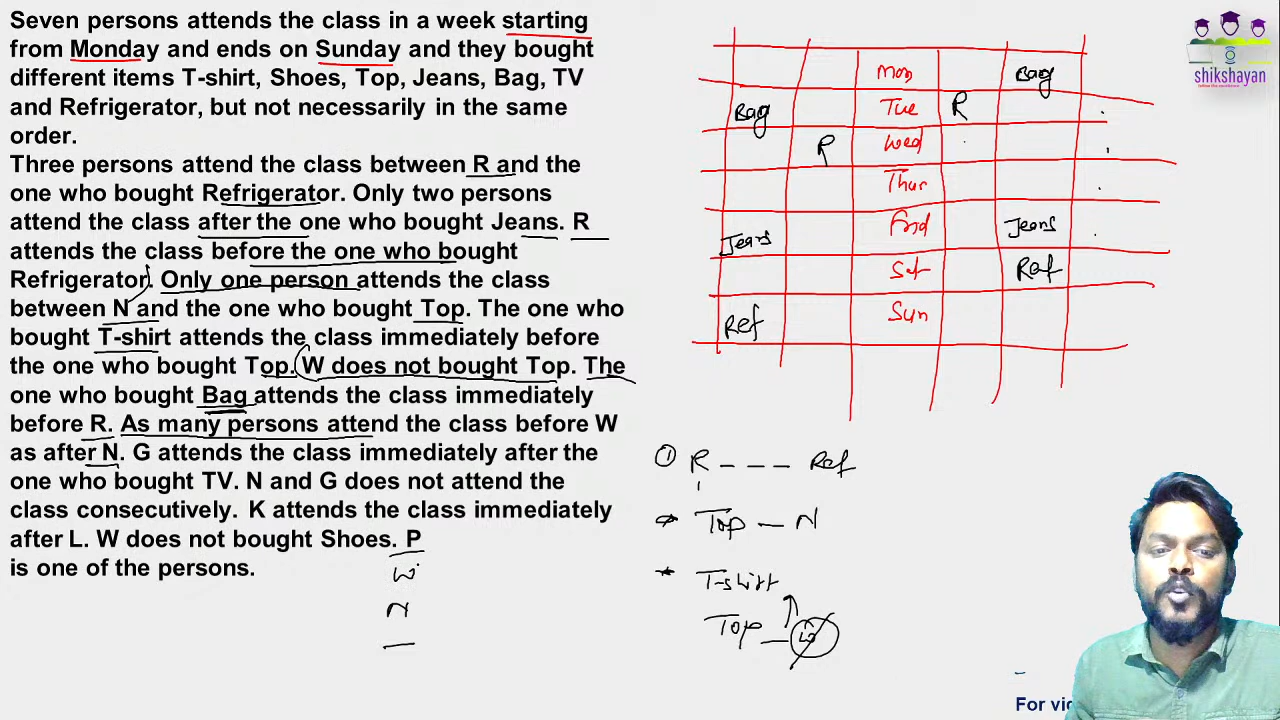 Seven persons attends the class in a week starting
from Monday and ends on Sunday and they bought
different items T-shirt, Shoes, Top, Jeans, Bag, TV
and Refrigerator, but not necessarily in the same
order.
Three persons attend the class between R and the
one who bought Refrigerator. Only two persons
attend the class after the one who bought Jeans. R
attends the class before the one who bought
Refrigerator. Only one person attends the class
between N and the one who bought Top. The one who
bought T-shirt attends the class immediately before
the one who bought Top. W does not bought Top. The
one who bought Bag attends the class immediately
before R. As many persons attend the class before W
as after N. G attends the class immediately after the
one who bought TV. N and G does not attend the
class consecutively. K attends the class immediately
after L. W does not bought Shoes. P
is one of the persons.
W
N
Mon Bag
Bag Tue R
R Wed
Thur
Jeans Jeans
Sat Ref
Ref Sun
① R - - - Ref
Top - N
T-shirt
Top
shikshayan
For vi